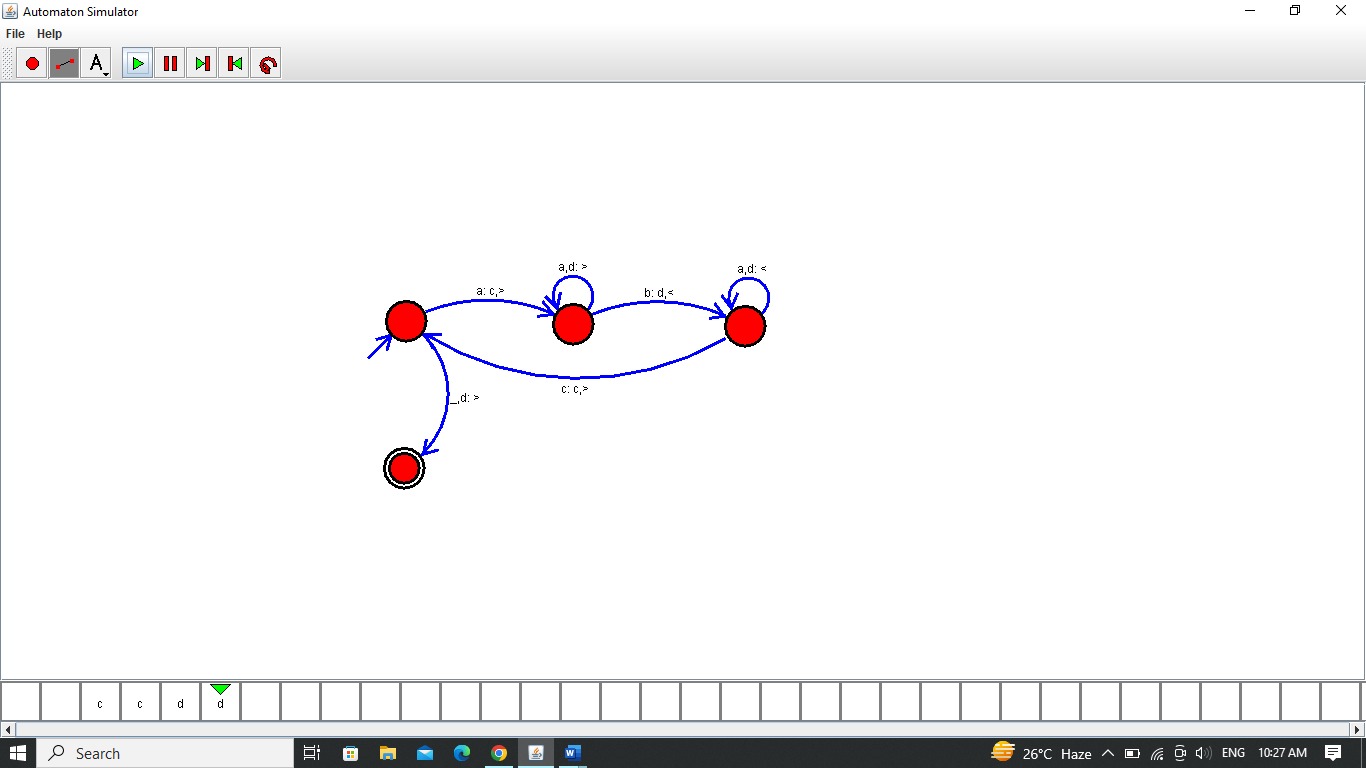 Automaton Simulator
File Help
A
a,d: >
a,d: <
a: c,>
b: d,<
c: c,>
_,d: >
c c d d
Search
26°C Haze
ENG
10:27 AM